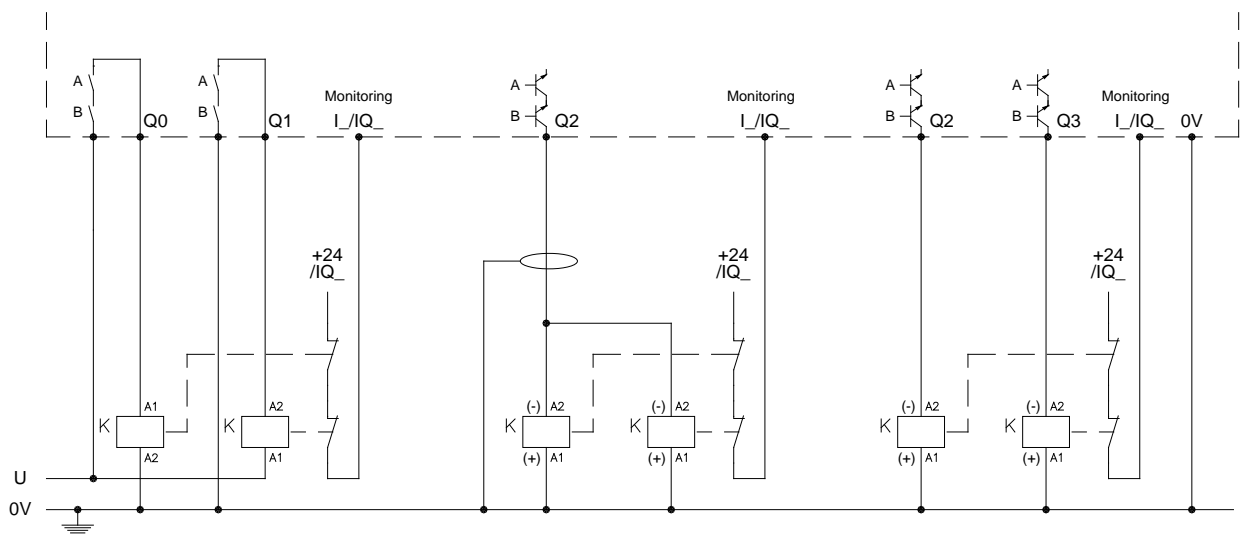 A
A
A
A
A
Monitoring
Monitoring
Monitoring
B
Q0
B
Q1
I_/IQ_
B
Q2
I_/IQ_
B
Q2
B
Q3
I_/IQ_
0V
+24
/IQ_
+24
/IQ_
+24
/IQ_
A1
A2
(-) A2
(-) A2
(-) A2
(-) A2
K
K
K
K
K
K
A2
A1
(+) A1
(+) A1
(+) A1
(+) A1
U
0V